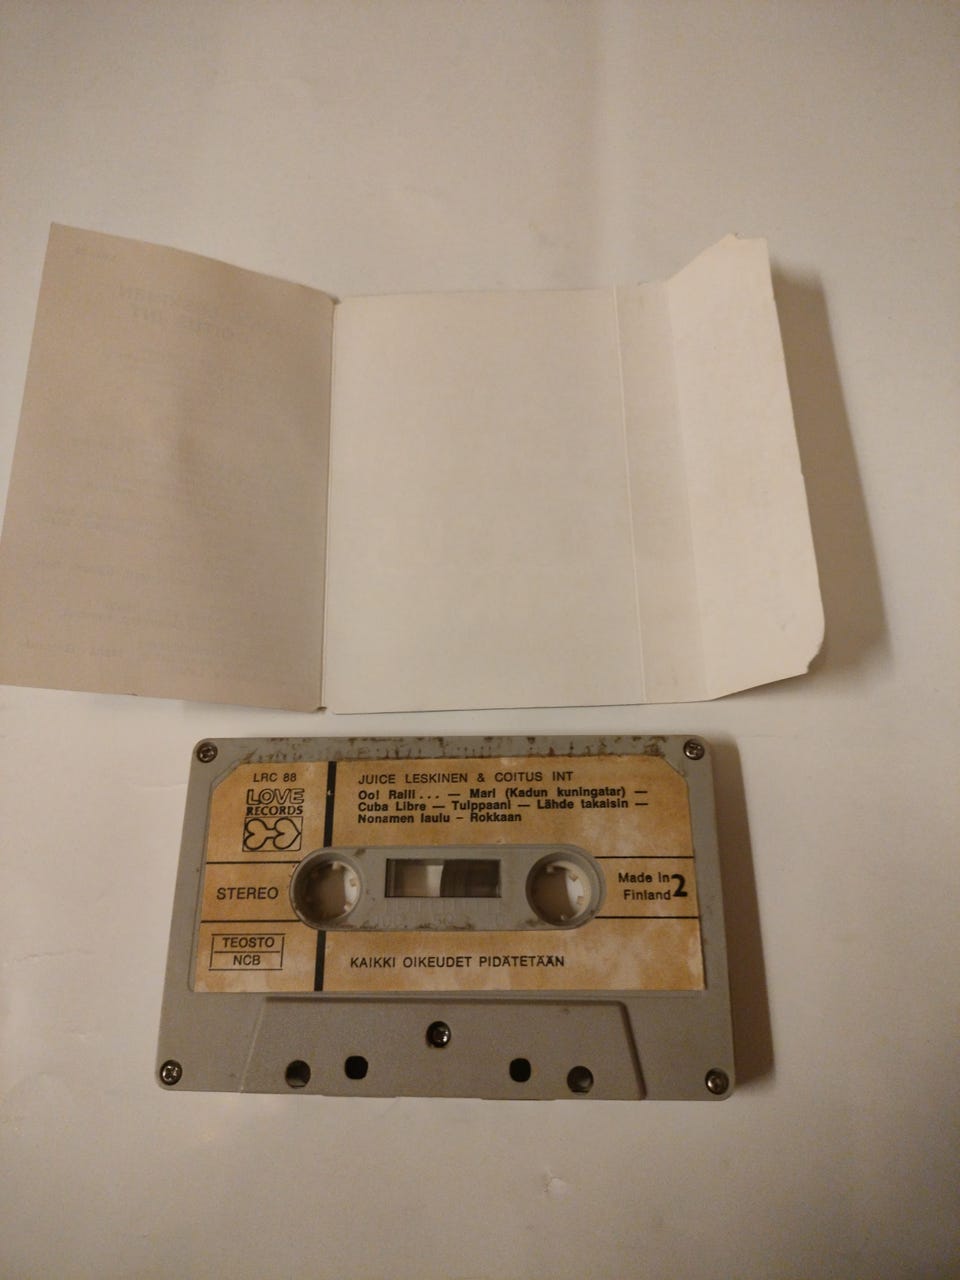 LRC 88
LOVE
RECORDS
JUICE LESKINEN & COITUS INT
Oo! Raili . . . — Mari (Kadun kuningatar) —
Cuba Libre — Tulppaani — Lähde takaisin —
Nonamen laulu – Rokkaan
STEREO
Made in
Finland 2
TEOSTO
NCB
KAIKKI OIKEUDET PIDÄTETÄÄN